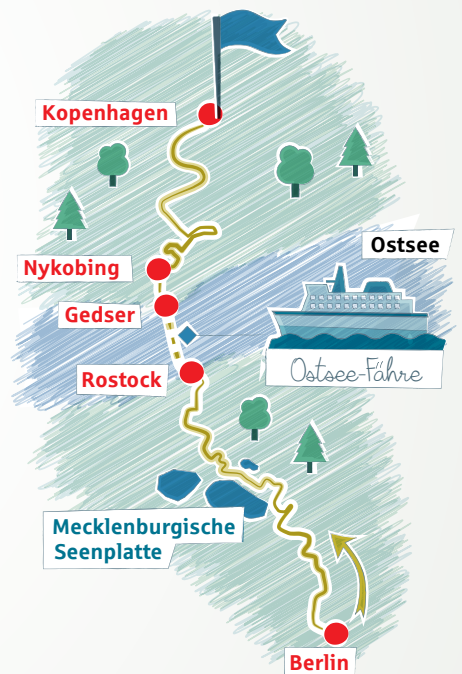 Kopenhagen
Ostsee
Nykobing
Gedser
Ostsee-Fähre
Rostock
Mecklenburgische
Seenplatte
Berlin